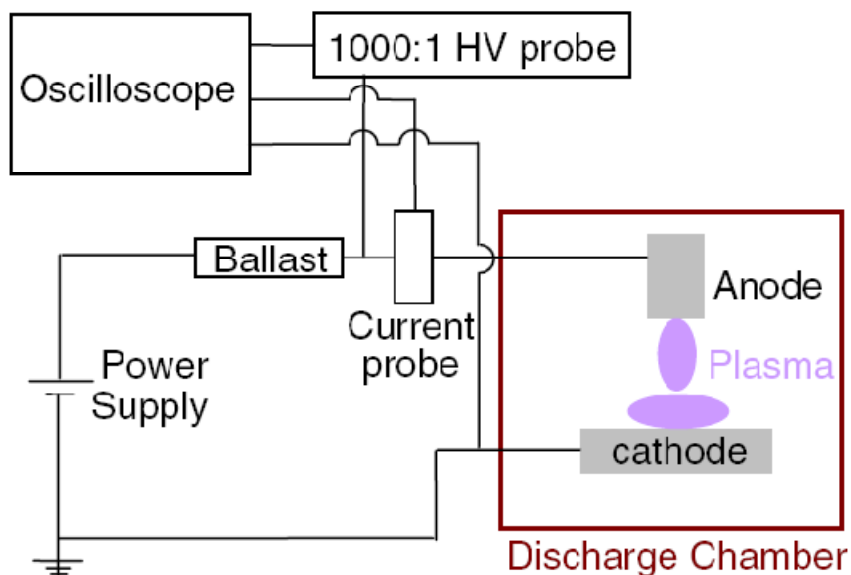 1000:1 HV probe
Oscilloscope
Ballast
Anode
Current
probe
Power
Supply
Plasma
cathode
Discharge Chamber